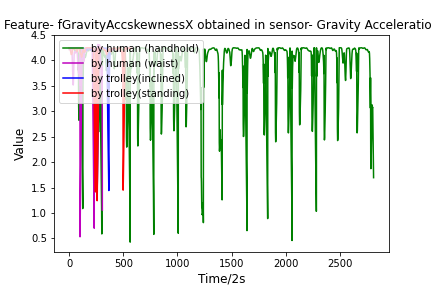 Feature- fGravityAccskewnessX obtained in sensor- Gravity Acceleratio
by human (handhold)
by human (waist)
by trolley(inclined)
by trolley(standing)
Value
4.5
4.0
3.5
3.0
2.5
2.0
1.5
1.0
0.5
0
500
1000
1500
2000
2500
Time/2s